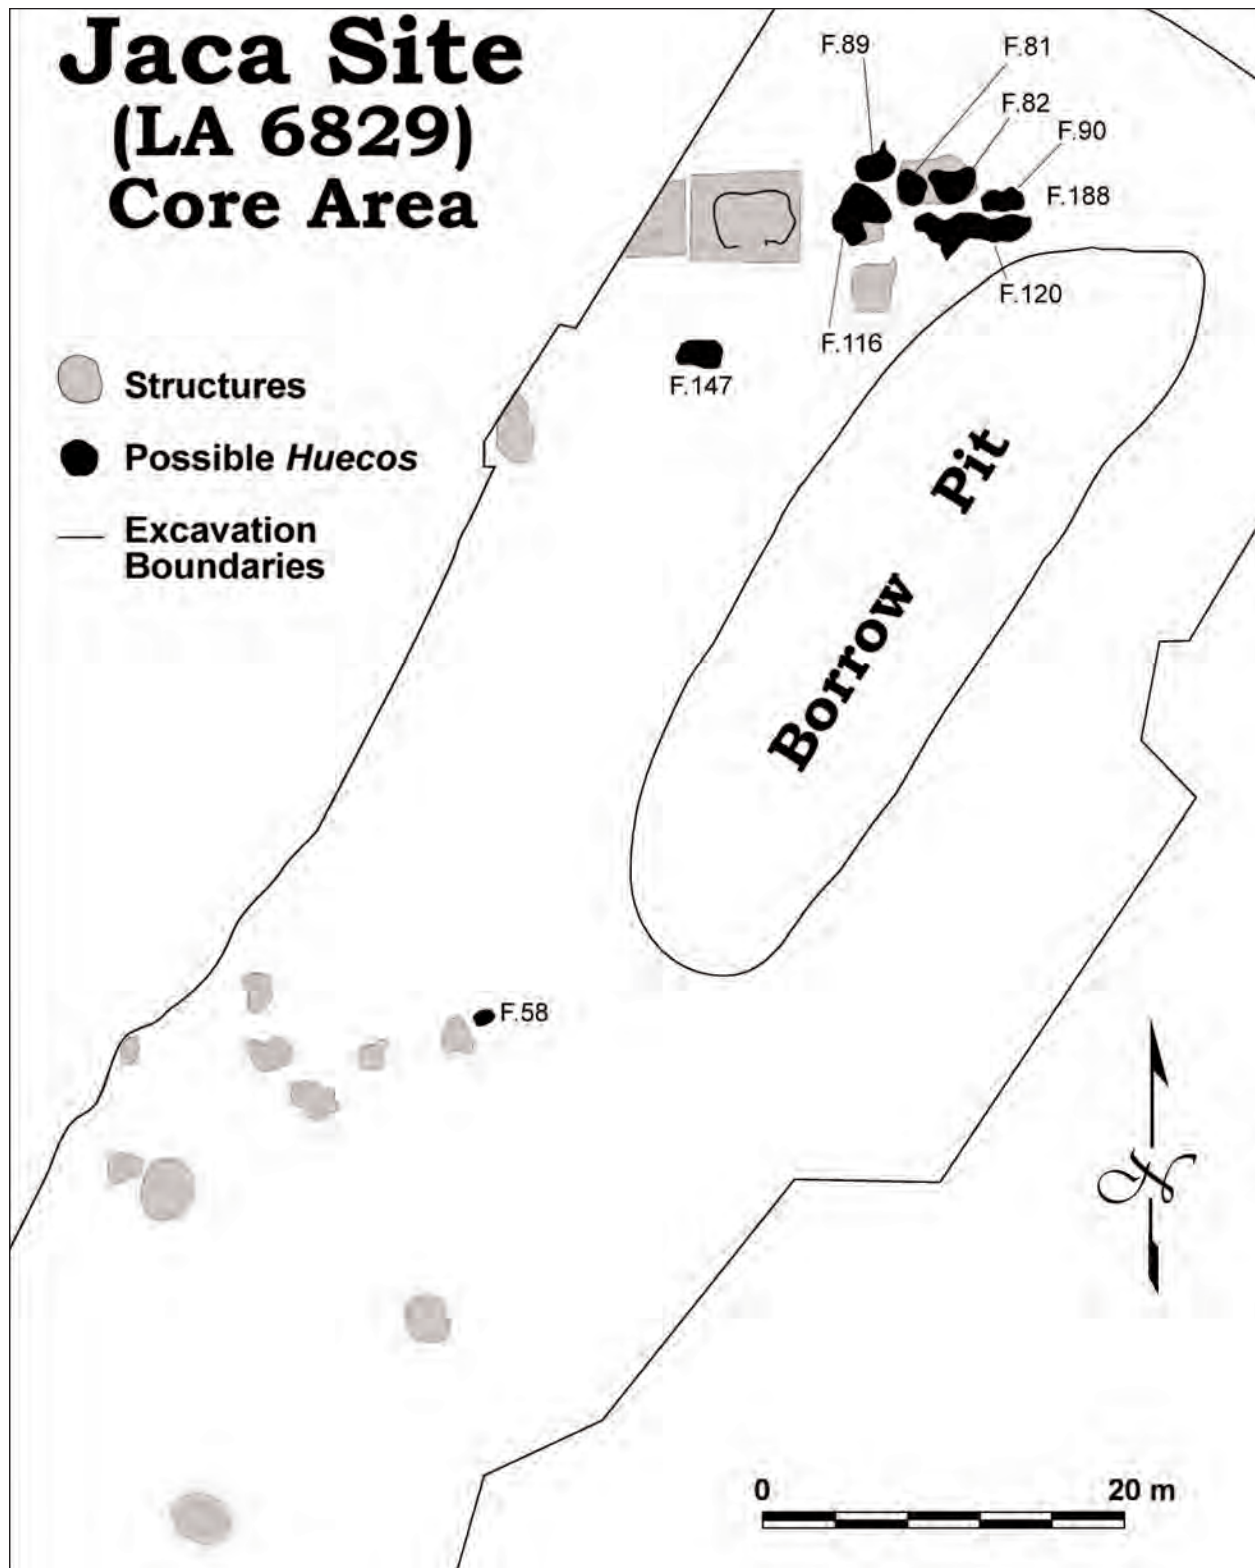 Jaca Site
(LA 6829)
Core Area
F.89
F.81
F.82
F.90
F.188
F.120
F.116
F.147
Structures
Possible Huecos
Excavation
Boundaries
Borrow Pit
F.58
0 20 m